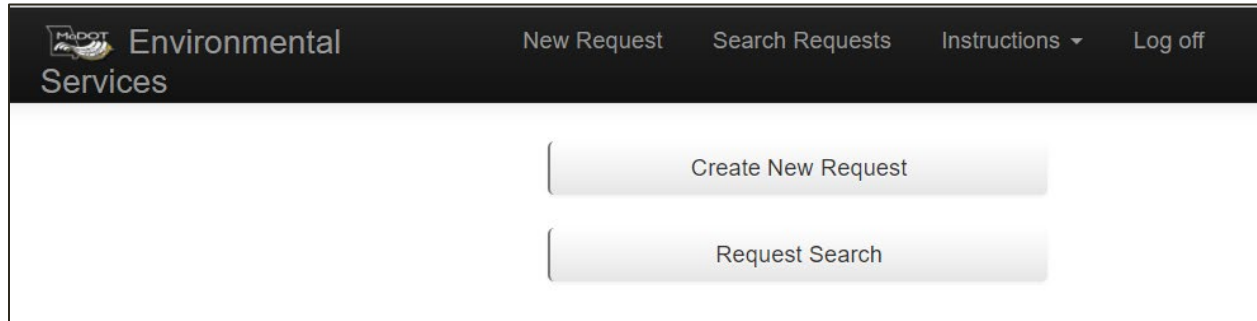 MoDOT Environmental Services
New Request Search Requests Instructions Log off
Create New Request
Request Search